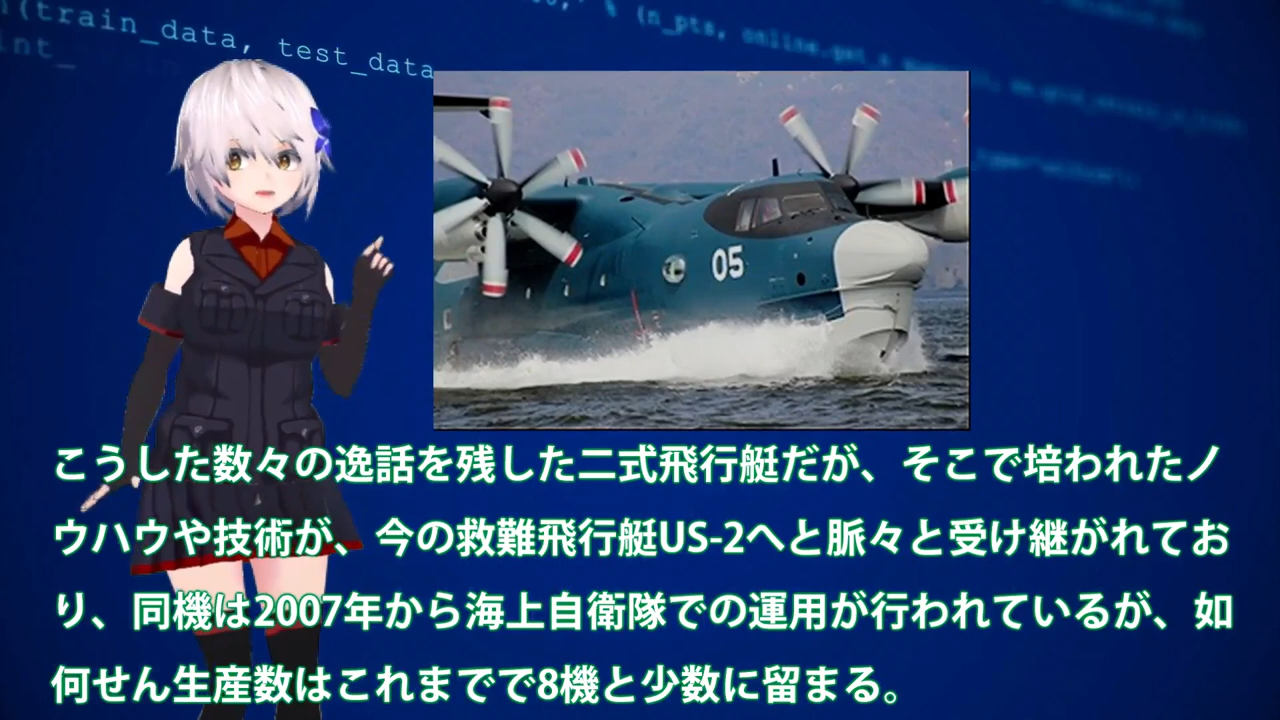 (train_data, test_data
int_
(n_pts,
05
こうした数々の逸話を残した二式飛行艇だが、そこで培われたノ
ウハウや技術が、今の救難飛行艇US-2へと脈々と受け継がれてお
り、同機は2007年から海上自衛隊での運用が行われているが、如
何せん生産数はこれまでで8機と少数に留まる。